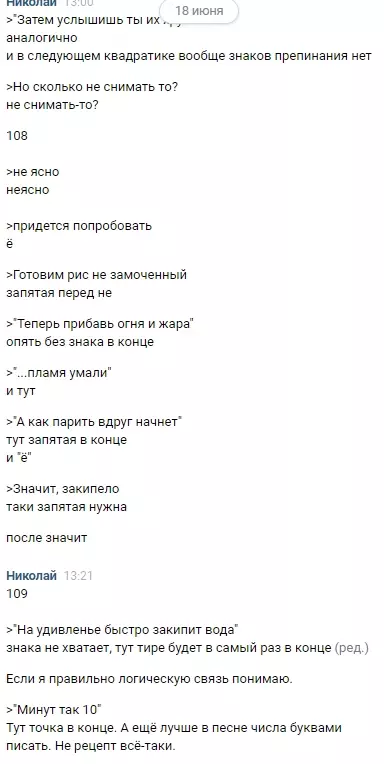 Николай 13:00
18 июня
>"Затем услышишь ты их
аналогично
и в следующем квадратике вообще знаков препинания нет
>Но сколько не снимать то?
не снимать-то?
108
>не ясно
неясно
>придется попробовать
ё
>Готовим рис не замоченный
запятая перед не
>"Теперь прибавь огня и жара"
опять без знака в конце
>"...пламя умали"
и тут
>"А как парить вдруг начнет"
тут запятая в конце
и "ё"
>Значит, закипело
таки запятая нужна
после значит
Николай 13:21
109
>"На удивленье быстро закипит вода"
знака не хватает, тут тире будет в самый раз в конце (ред.)
Если я правильно логическую связь понимаю.
>"Минут так 10"
Тут точка в конце. А ещё лучше в песне числа буквами
писать. Не рецепт всё-таки.